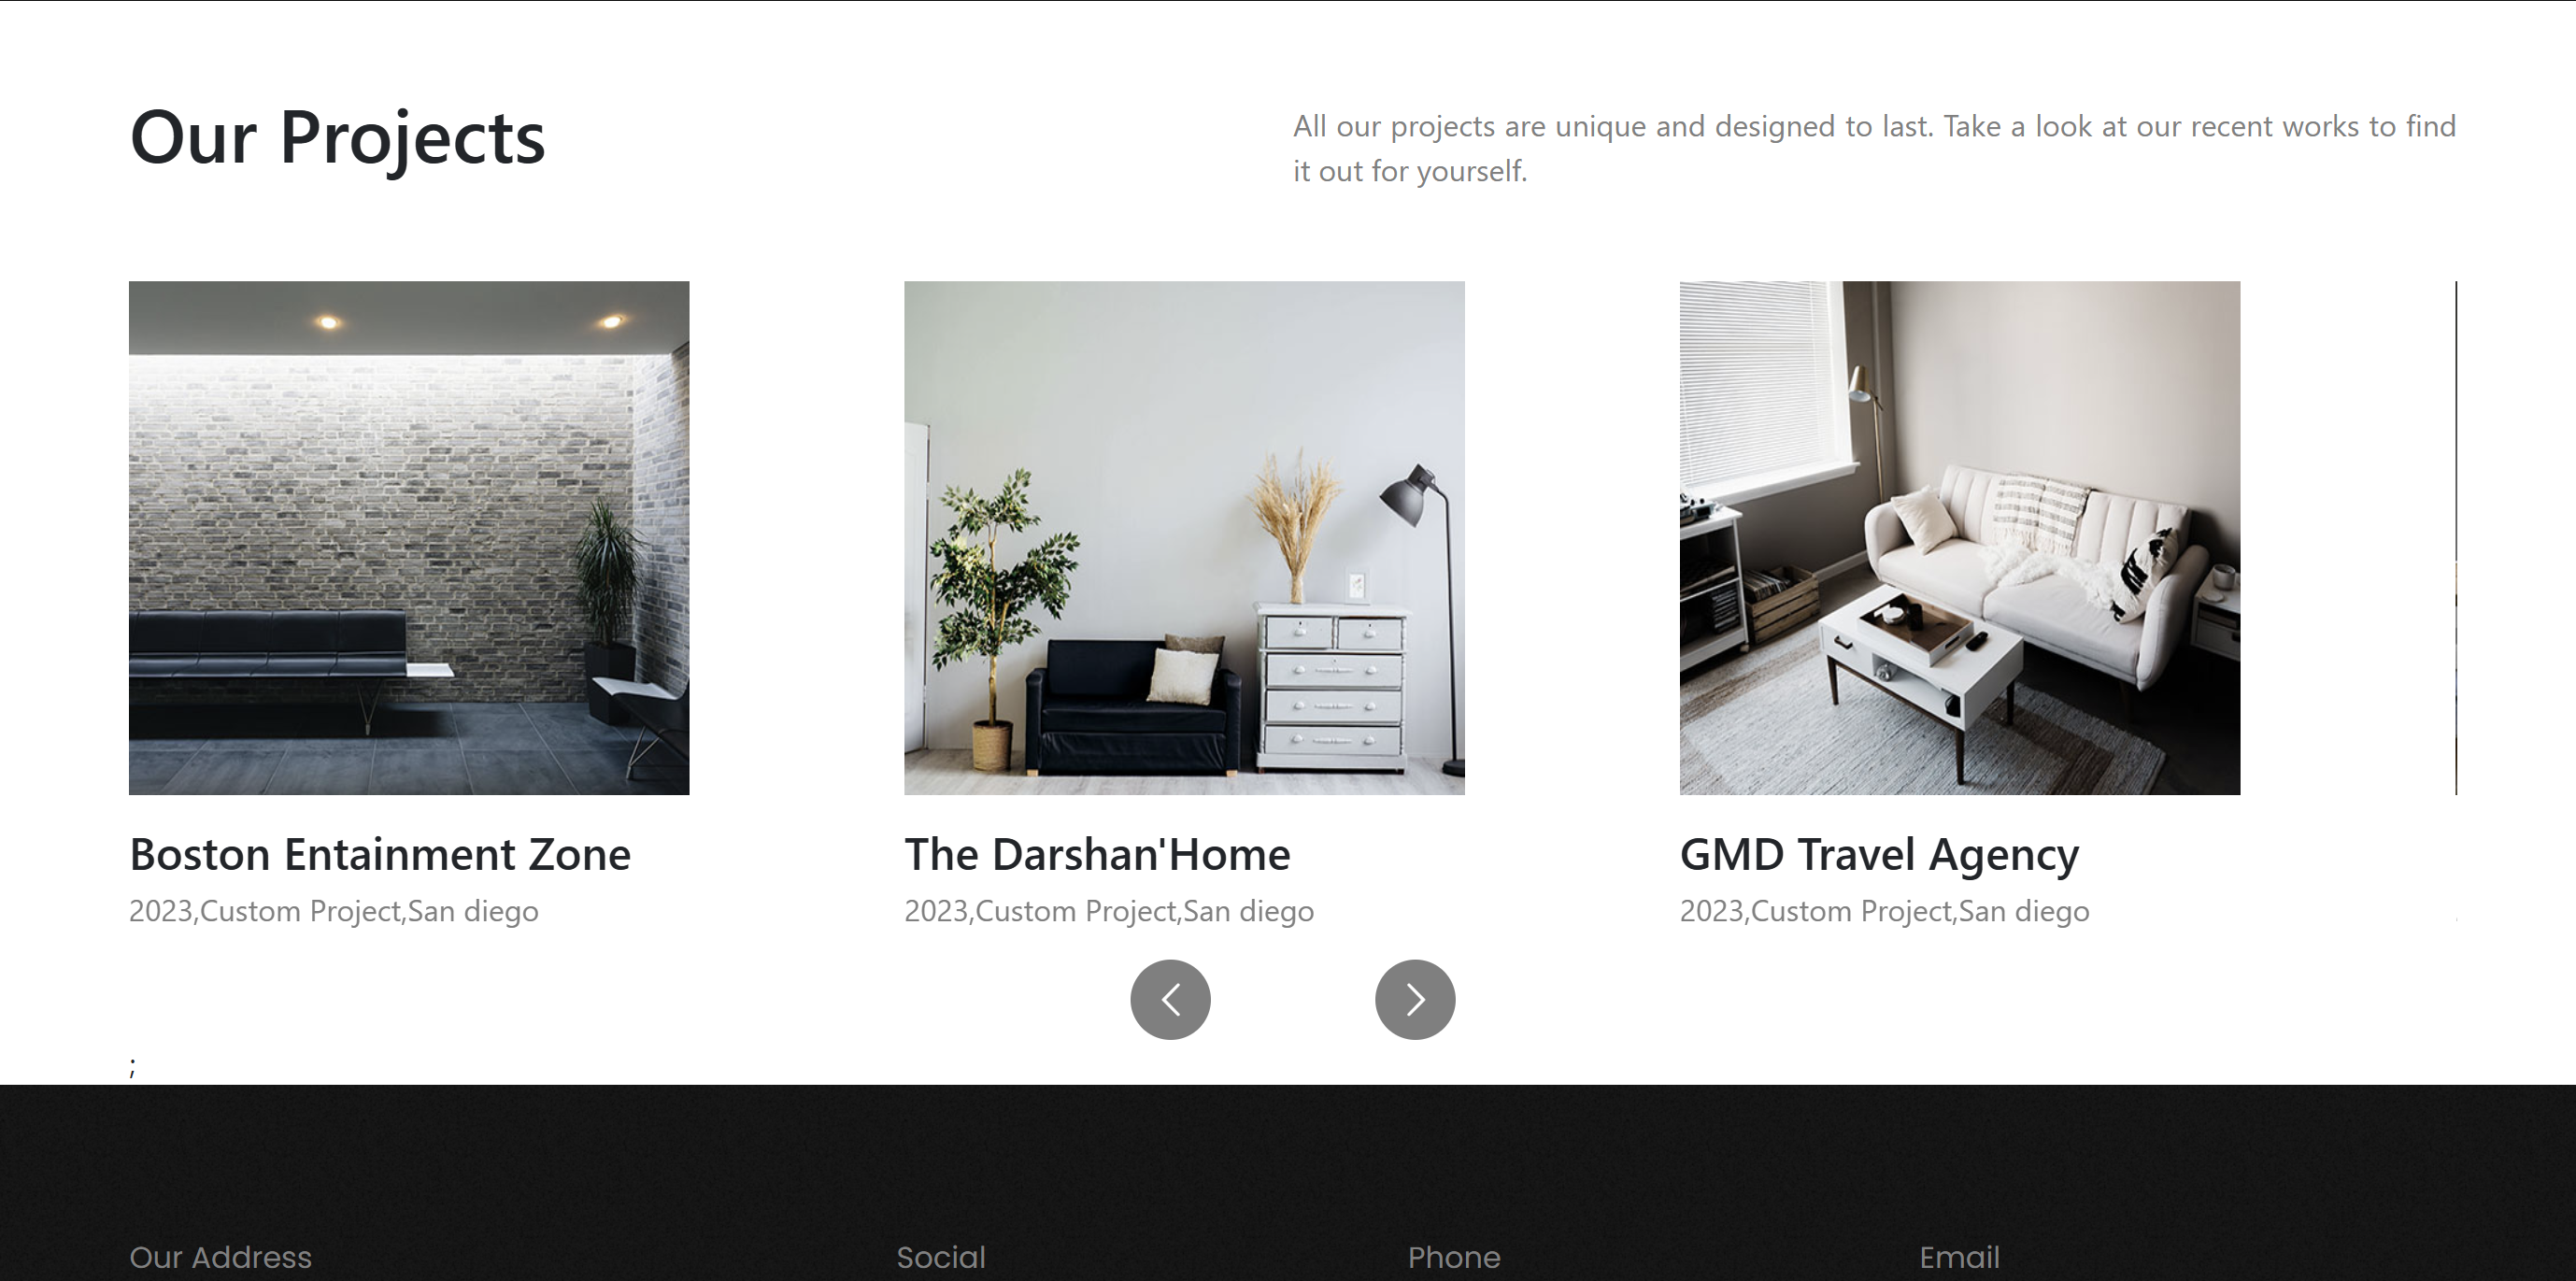 Our Projects
All our projects are unique and designed to last. Take a look at our recent works to find
it out for yourself.
Boston Entainment Zone
2023,Custom Project,San diego
The Darshan'Home
2023,Custom Project,San diego
GMD Travel Agency
2023,Custom Project,San diego
;
Our Address
Social
Phone
Email